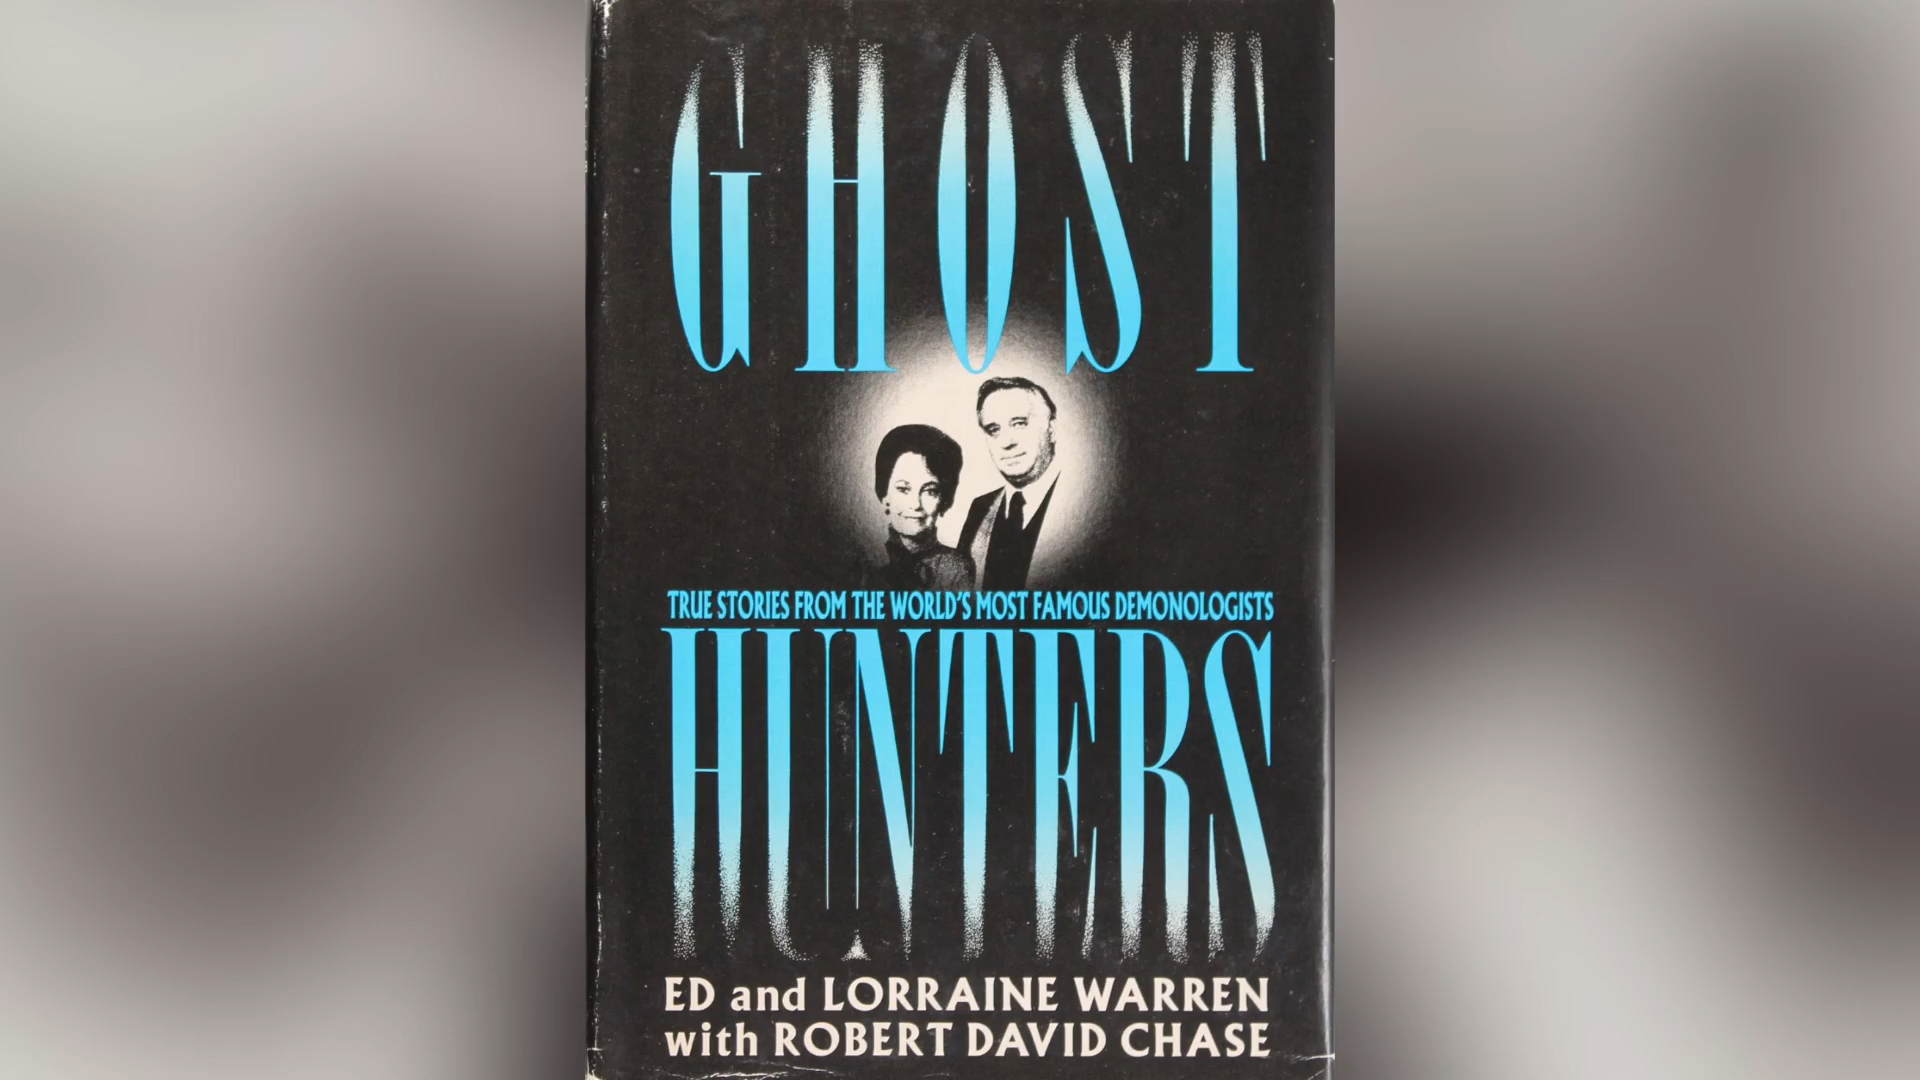 GHOST
TRUE STORIES FROM THE WORLD'S MOST FAMOUS DEMONOLOGISTS
HUNTERS
ED and LORRAINE WARREN
with ROBERT DAVID CHASE